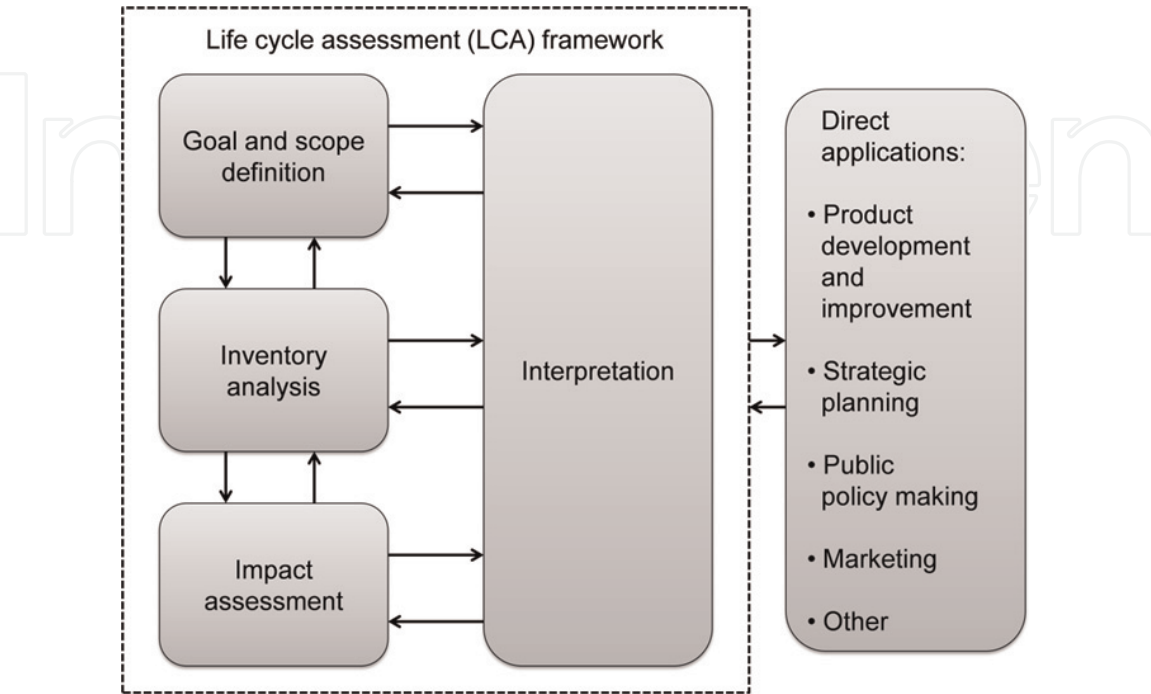 Life cycle assessment (LCA) framework
Goal and scope
definition
Inventory
analysis
Impact
assessment
Interpretation
Direct
applications:
• Product
development
and
improvement
• Strategic
planning
• Public
policy making
• Marketing
• Other